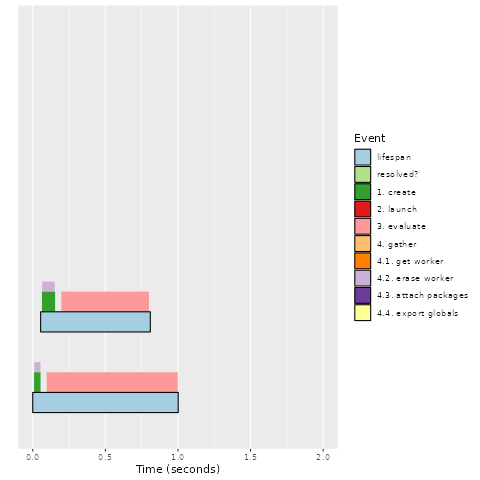 Event
lifespan
resolved?
1. create
2. launch
3. evaluate
4. gather
4.1. get worker
4.2. erase worker
4.3. attach packages
4.4. export globals
0.0 0.5 1.0 1.5 2.0
Time (seconds)